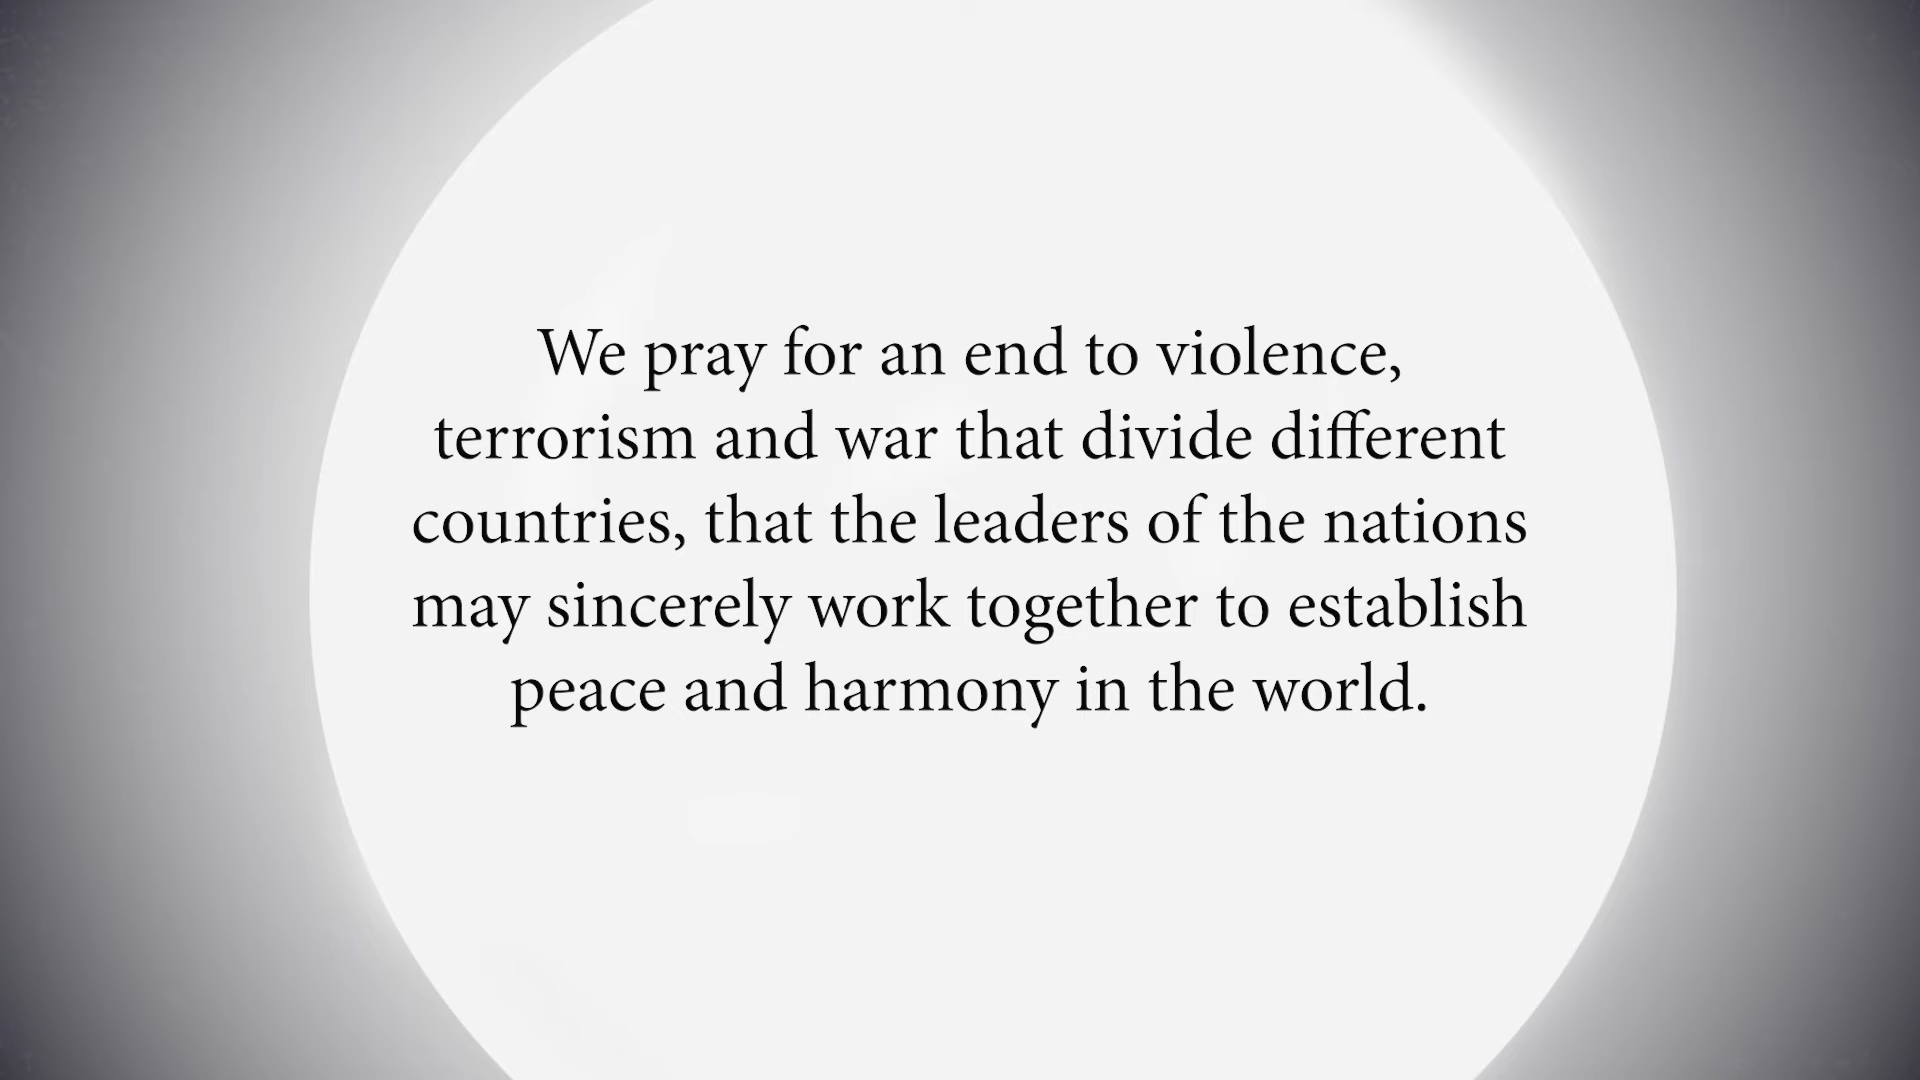 We pray for an end to violence,
terrorism and war that divide different
countries, that the leaders of the nations
may sincerely work together to establish
peace and harmony in the world.